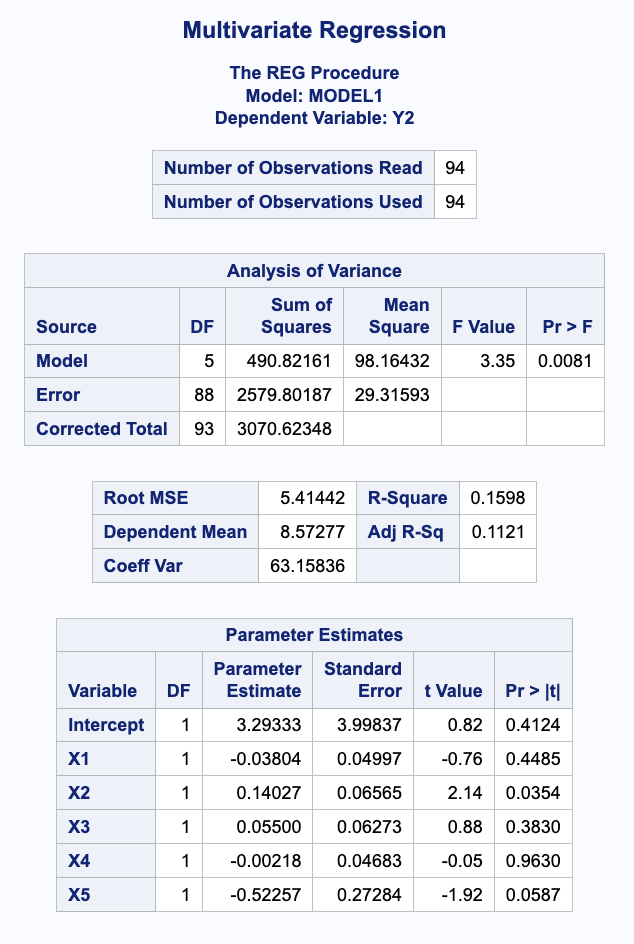 Multivariate Regression
The REG Procedure
Model: MODEL1
Dependent Variable: Y2
Number of Observations Read 94
Number of Observations Used 94
Analysis of Variance
Source DF Sum of Squares Mean Square F Value Pr > F
Model 5 490.82161 98.16432 3.35 0.0081
Error 88 2579.80187 29.31593
Corrected Total 93 3070.62348
Root MSE 5.41442 R-Square 0.1598
Dependent Mean 8.57277 Adj R-Sq 0.1121
Coeff Var 63.15836
Parameter Estimates
Variable DF Parameter Estimate Standard Error t Value Pr > |t|
Intercept 1 3.29333 3.99837 0.82 0.4124
X1 1 -0.03804 0.04997 -0.76 0.4485
X2 1 0.14027 0.06565 2.14 0.0354
X3 1 0.05500 0.06273 0.88 0.3830
X4 1 -0.00218 0.04683 -0.05 0.9630
X5 1 -0.52257 0.27284 -1.92 0.0587